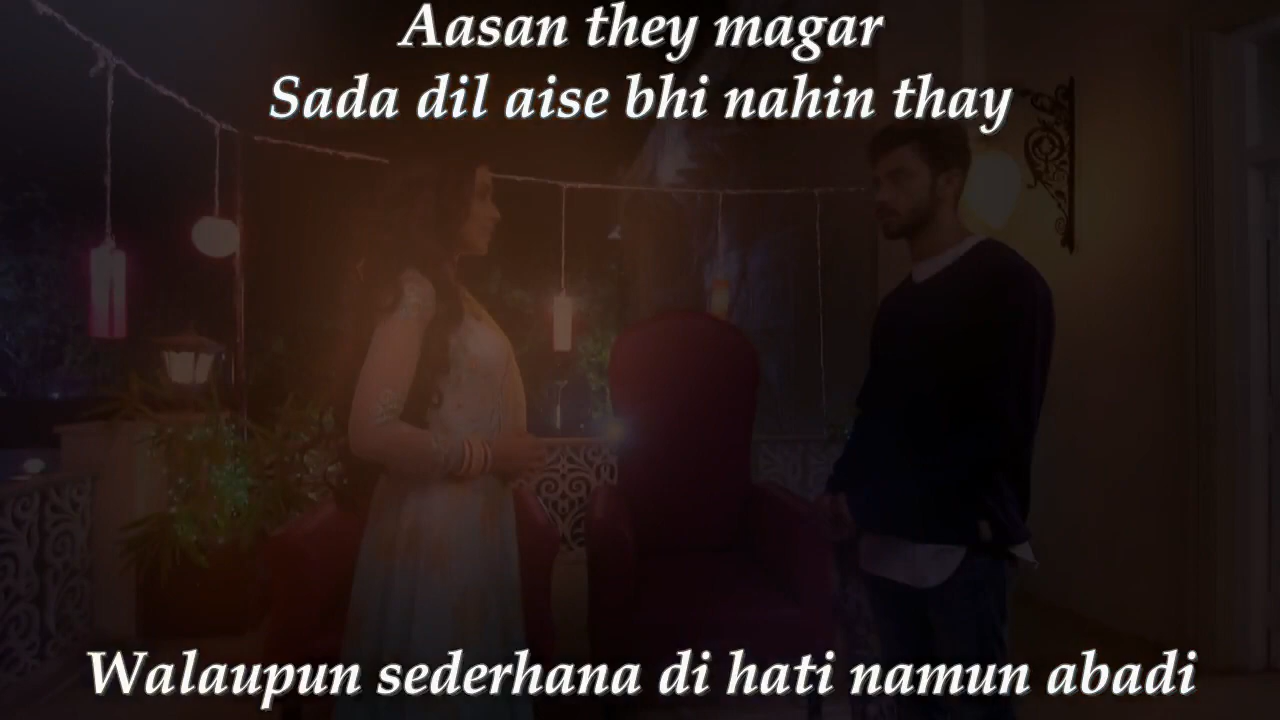 Aasan they magar
Sada dil aise bhi nahin thay
Walaupun sederhana di hati namun abadi